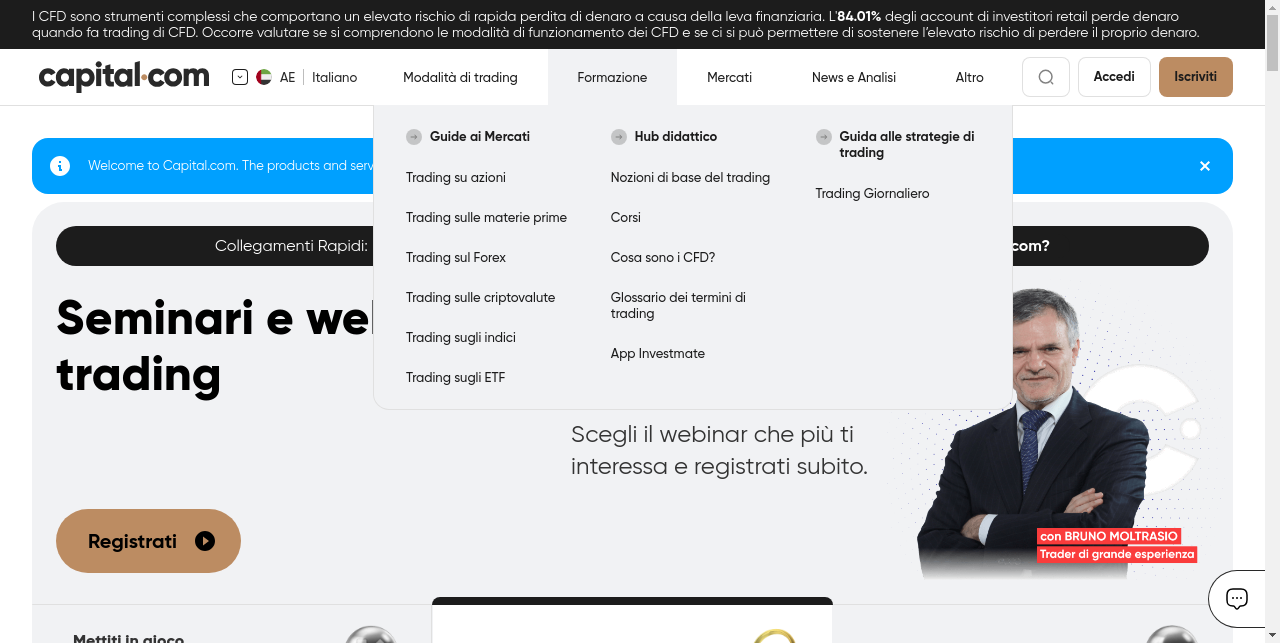 I CFD sono strumenti complessi che comportano un elevato rischio di rapida perdita di denaro a causa della leva finanziaria. L'84.01% degli account di investitori retail perde denaro
quando fa trading di CFD. Occorre valutare se si comprendono le modalità di funzionamento dei CFD e se ci si può permettere di sostenere l'elevato rischio di perdere il proprio denaro.
capital.com AE Italiano Modalità di trading Formazione Mercati News e Analisi Altro Accedi Iscriviti
Guide ai Mercati
Trading su azioni
Trading sulle materie prime
Trading sul Forex
Trading sulle criptovalute
Trading sugli indici
Trading sugli ETF
Hub didattico
Nozioni di base del trading
Corsi
Cosa sono i CFD?
Glossario dei termini di
trading
App Investmate
Guida alle strategie di
trading
Trading Giornaliero
Welcome to Capital.com. The products and serv
Collegamenti Rapidi: com?
Seminari e we
trading
Scegli il webinar che più ti
interessa e registrati subito.
Registrati
con BRUNO MOLTRASIO
Trader di grande esperienza
Mettiti in gioco